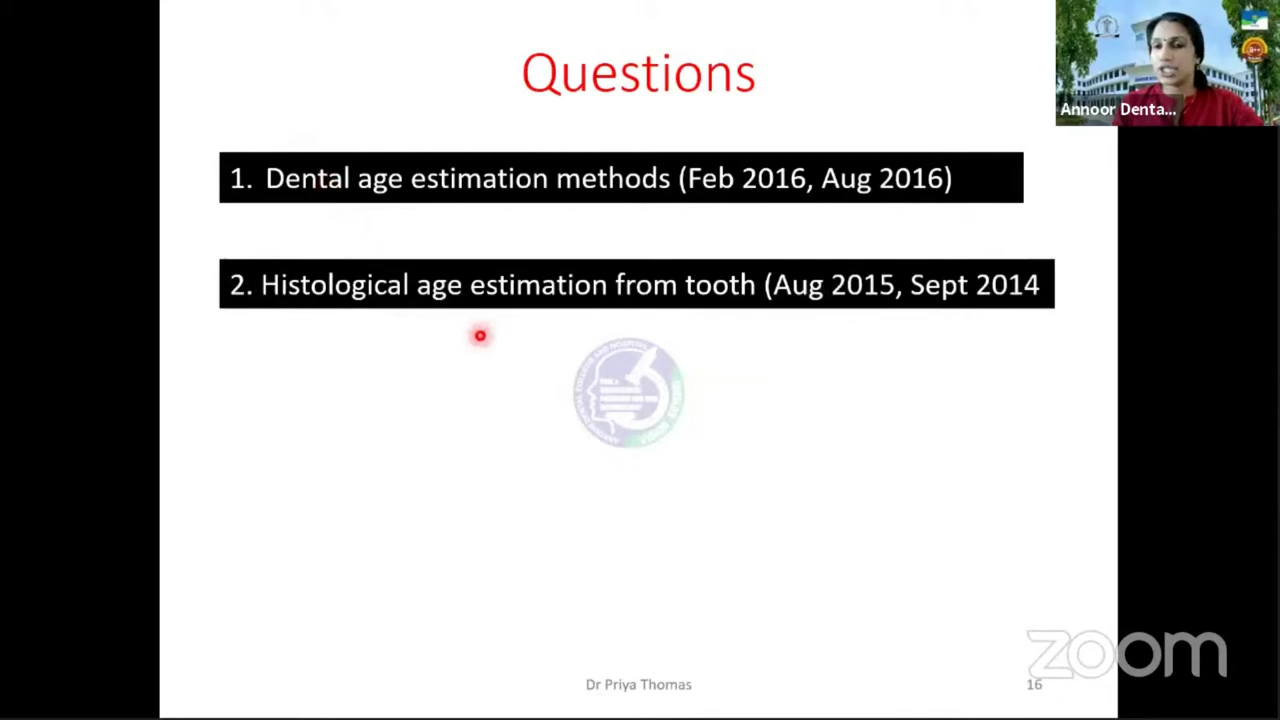 Questions
Annoor Denta...
1. Dental age estimation methods (Feb 2016, Aug 2016)
2. Histological age estimation from tooth (Aug 2015, Sept 2014
zoom
Dr Priya Thomas
16